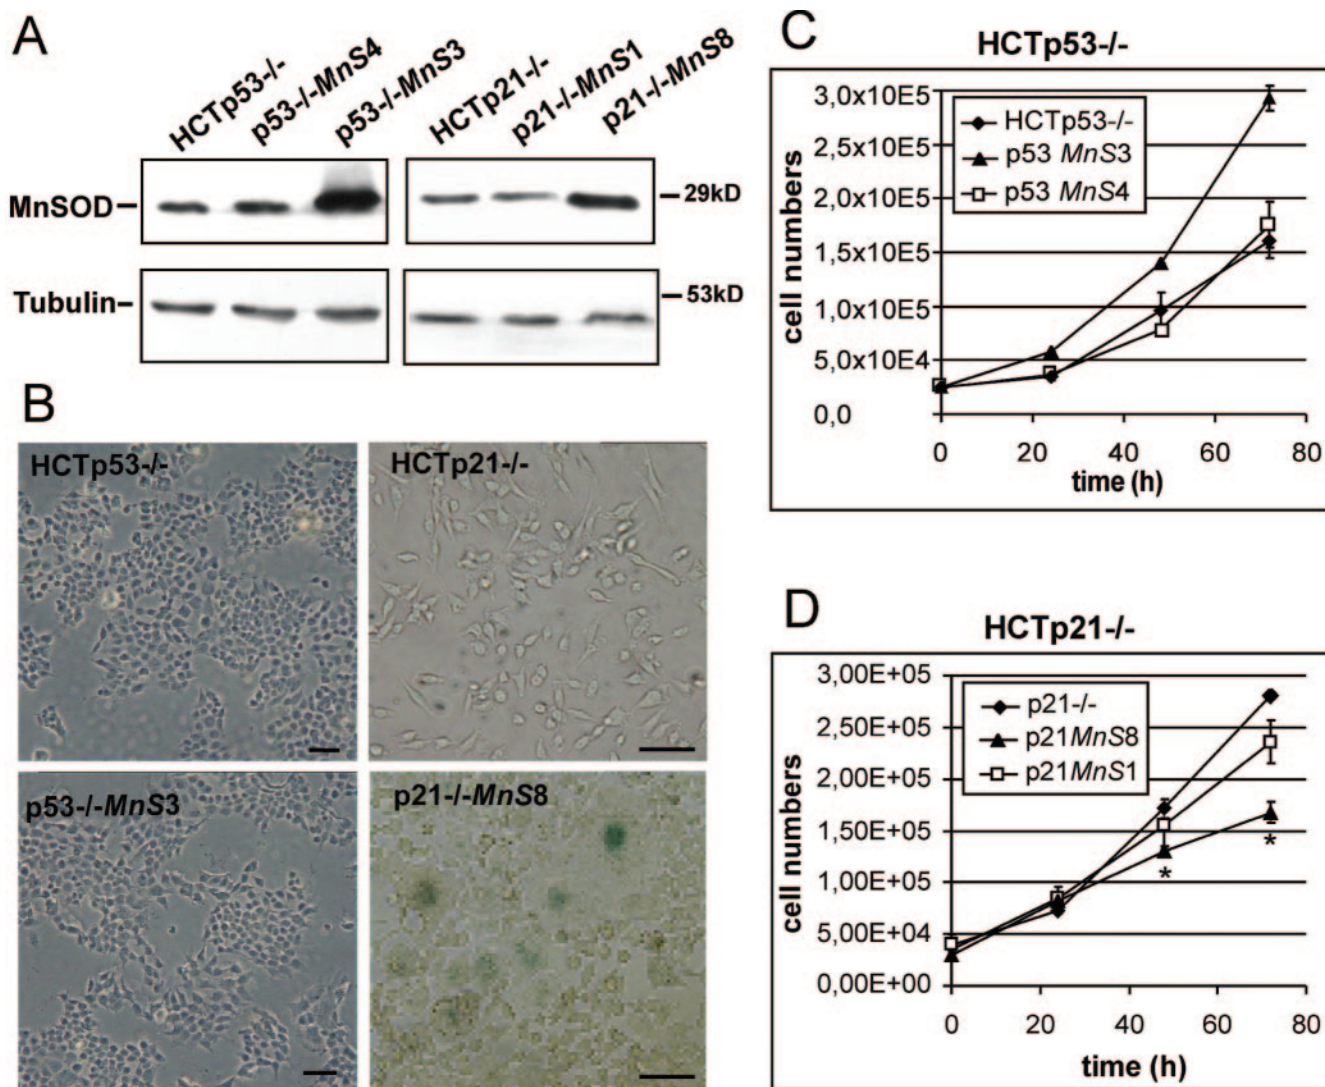 A
HCTp53-/-
p53-/-MnS4
p53-/-MnS3
HCTp21-/-
p21-/-MnS1
p21-/-MnS8
MnSOD
29kD
Tubulin
53kD
B
HCTp53-/-
HCTp21-/-
p53-/-MnS3
p21-/-MnS8
C
HCTp53-/-
3,0x10E5
2,5x10E5
2,0x10E5
1,5x10E5
1,0x10E5
5,0x10E4
0,0
cell numbers
HCTp53-/-
p53 MnS3
p53 MnS4
0 20 40 60 80
time (h)
D
HCTp21-/-
3,00E+05
2,50E+05
2,00E+05
1,50E+05
1,00E+05
5,00E+04
0,00E+00
cell numbers
p21-/-
p21MnS8
p21MnS1
*
*
0 20 40 60 80
time (h)